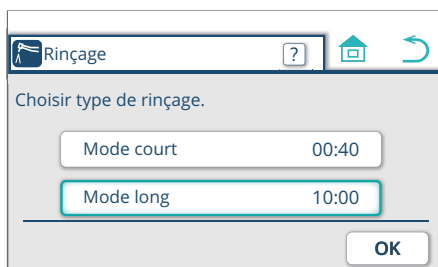 Rinçage ?
Choisir type de rinçage.
Mode court 00:40
Mode long 10:00
OK